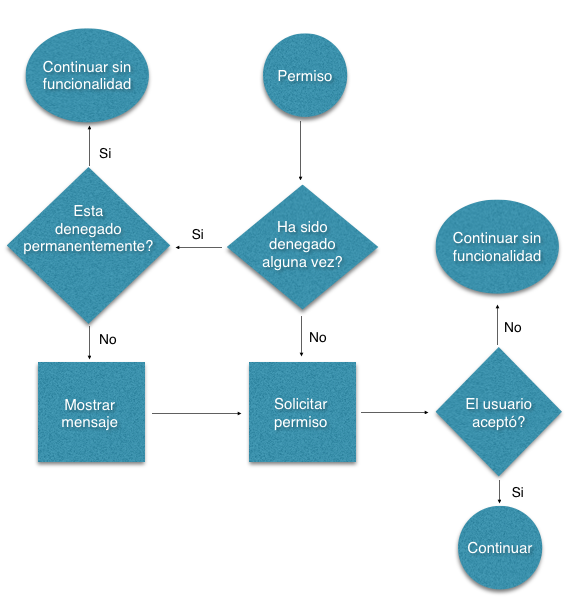 Continuar sin
funcionalidad
Permiso
Si
Esta
denegado
permanentemente?
Si
Ha sido
denegado
alguna vez?
Continuar sin
funcionalidad
No
No
No
Mostrar
mensaje
Solicitar
permiso
El usuario
aceptó?
Si
Continuar